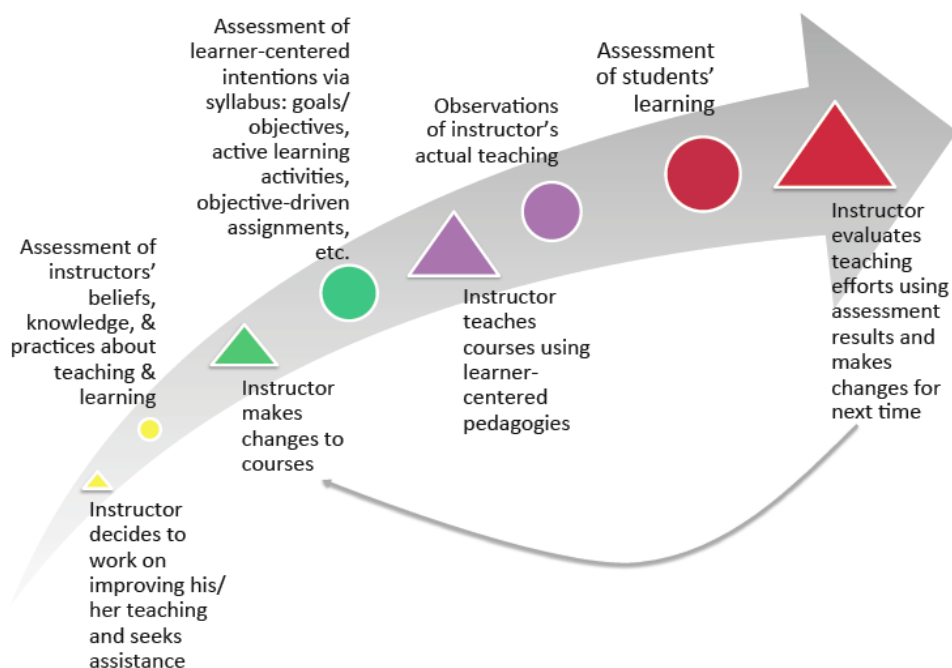 Assessment of
learner-centered
intentions via
syllabus: goals/
objectives,
active learning
activities,
objective-driven
assignments,
etc.
Assessment
of students’
learning
Observations
of instructor’s
actual teaching
Assessment of
instructors’
beliefs,
knowledge, &
practices about
teaching &
learning
Instructor
evaluates
teaching
efforts using
assessment
results and
makes
changes for
next time
Instructor
teaches
courses using
learner-
centered
pedagogies
Instructor
makes
changes to
courses
Instructor
decides to
work on
improving his/
her teaching
and seeks
assistance